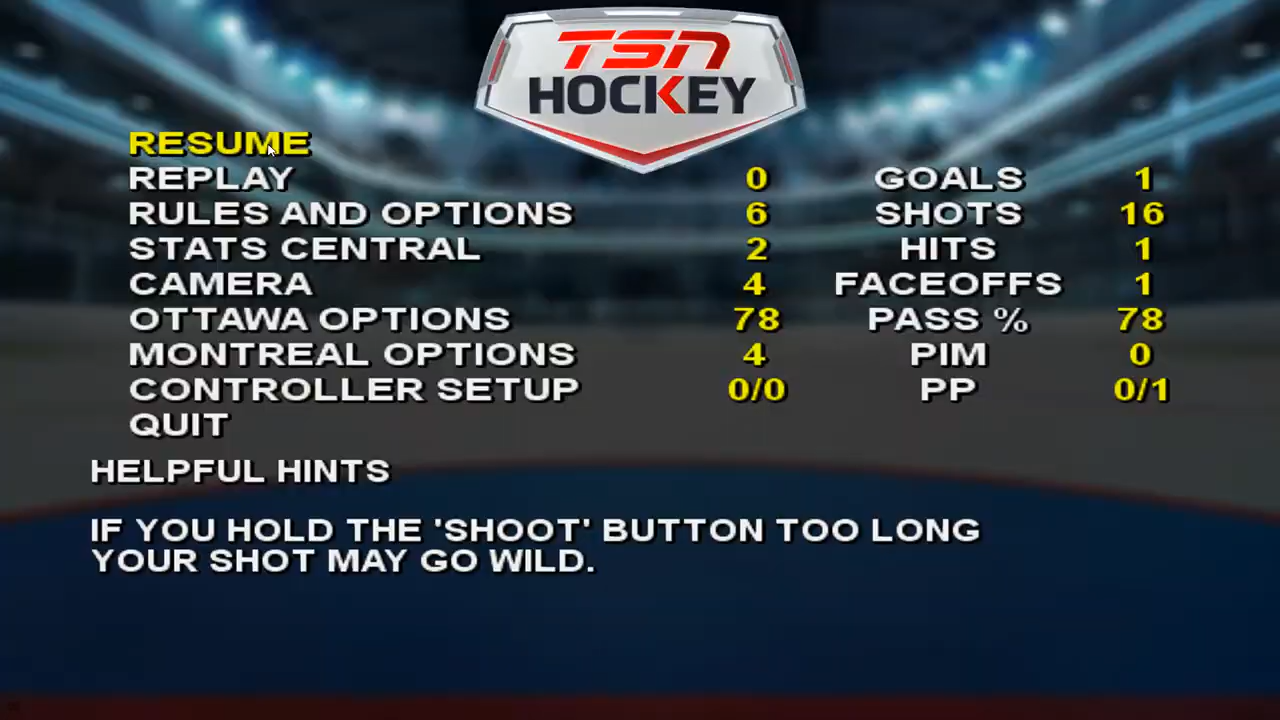 TSN
HOCKEY
RESUME
REPLAY 0 GOALS 1
RULES AND OPTIONS 6 SHOTS 16
STATS CENTRAL 2 HITS 1
CAMERA 4 FACEOFFS 1
OTTAWA OPTIONS 78 PASS % 78
MONTREAL OPTIONS 4 PIM 0
CONTROLLER SETUP 0/0 PP 0/1
QUIT
HELPFUL HINTS
IF YOU HOLD THE 'SHOOT' BUTTON TOO LONG
YOUR SHOT MAY GO WILD.